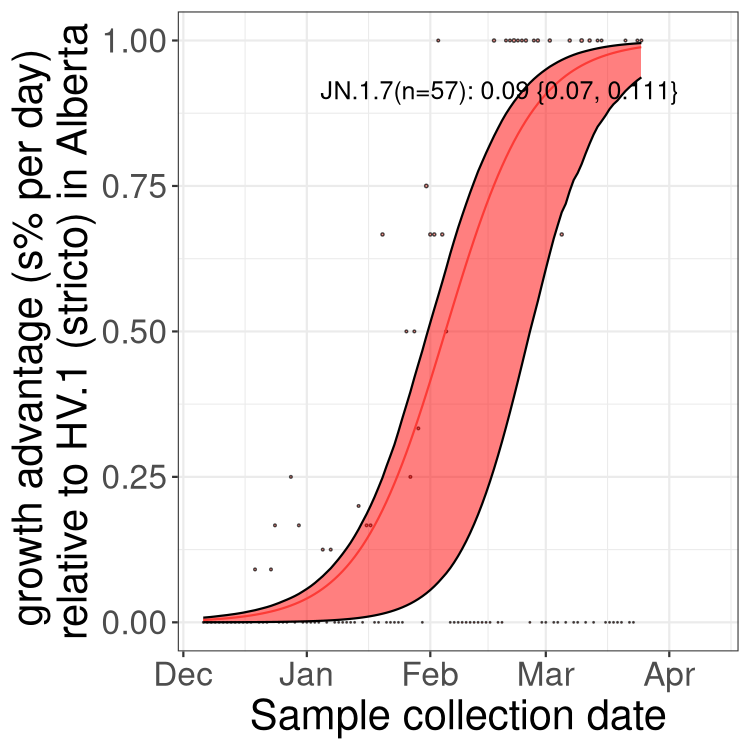 growth advantage (s% per day)
relative to HV.1 (stricto) in Alberta
1.00
0.75
0.50
0.25
0.00
JN.1.7(n=57): 0.09 {0.07, 0.111}
Dec Jan Feb Mar Apr
Sample collection date